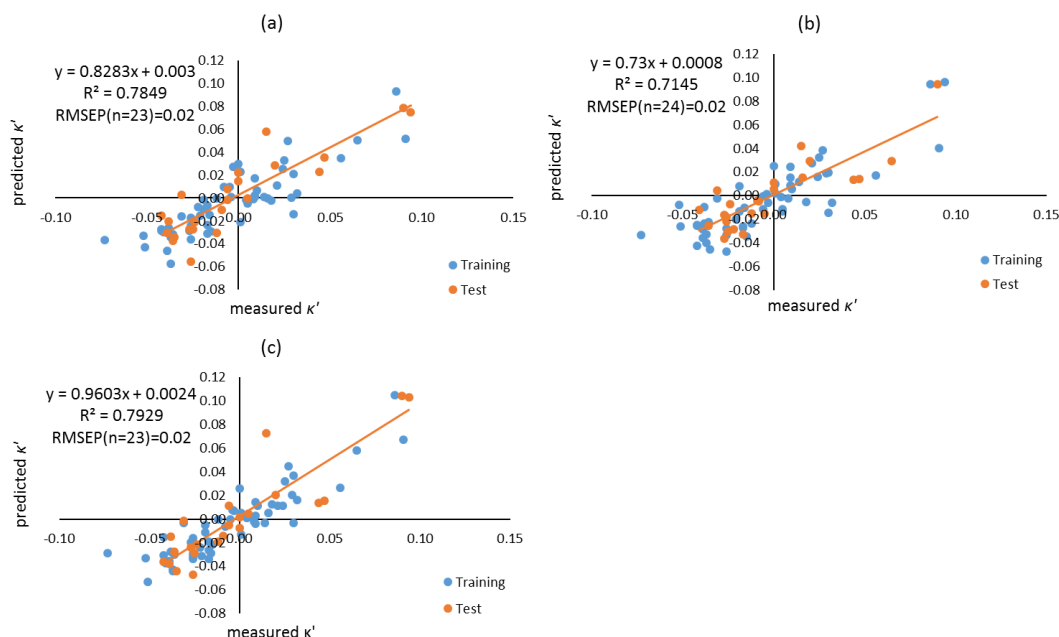 (a)
y = 0.8283x + 0.003
R² = 0.7849
RMSEP(n=23)=0.02
predicted κ'
0.12
0.10
0.08
0.06
0.04
0.02
0.00
-0.02
-0.04
-0.06
-0.08
-0.10
-0.05
0.00
0.05
0.10
0.15
measured κ'
Training
Test
(b)
y = 0.73x + 0.0008
R² = 0.7145
RMSEP(n=24)=0.02
predicted κ'
0.12
0.10
0.08
0.06
0.04
0.02
0.00
-0.02
-0.04
-0.06
-0.08
-0.10
-0.05
0.00
0.05
0.10
0.15
measured κ'
Training
Test
(c)
y = 0.9603x + 0.0024
R² = 0.7929
RMSEP(n=23)=0.02
predicted κ'
0.12
0.10
0.08
0.06
0.04
0.02
0.00
-0.02
-0.04
-0.06
-0.08
-0.10
-0.05
0.00
0.05
0.10
0.15
measured κ'
Training
Test